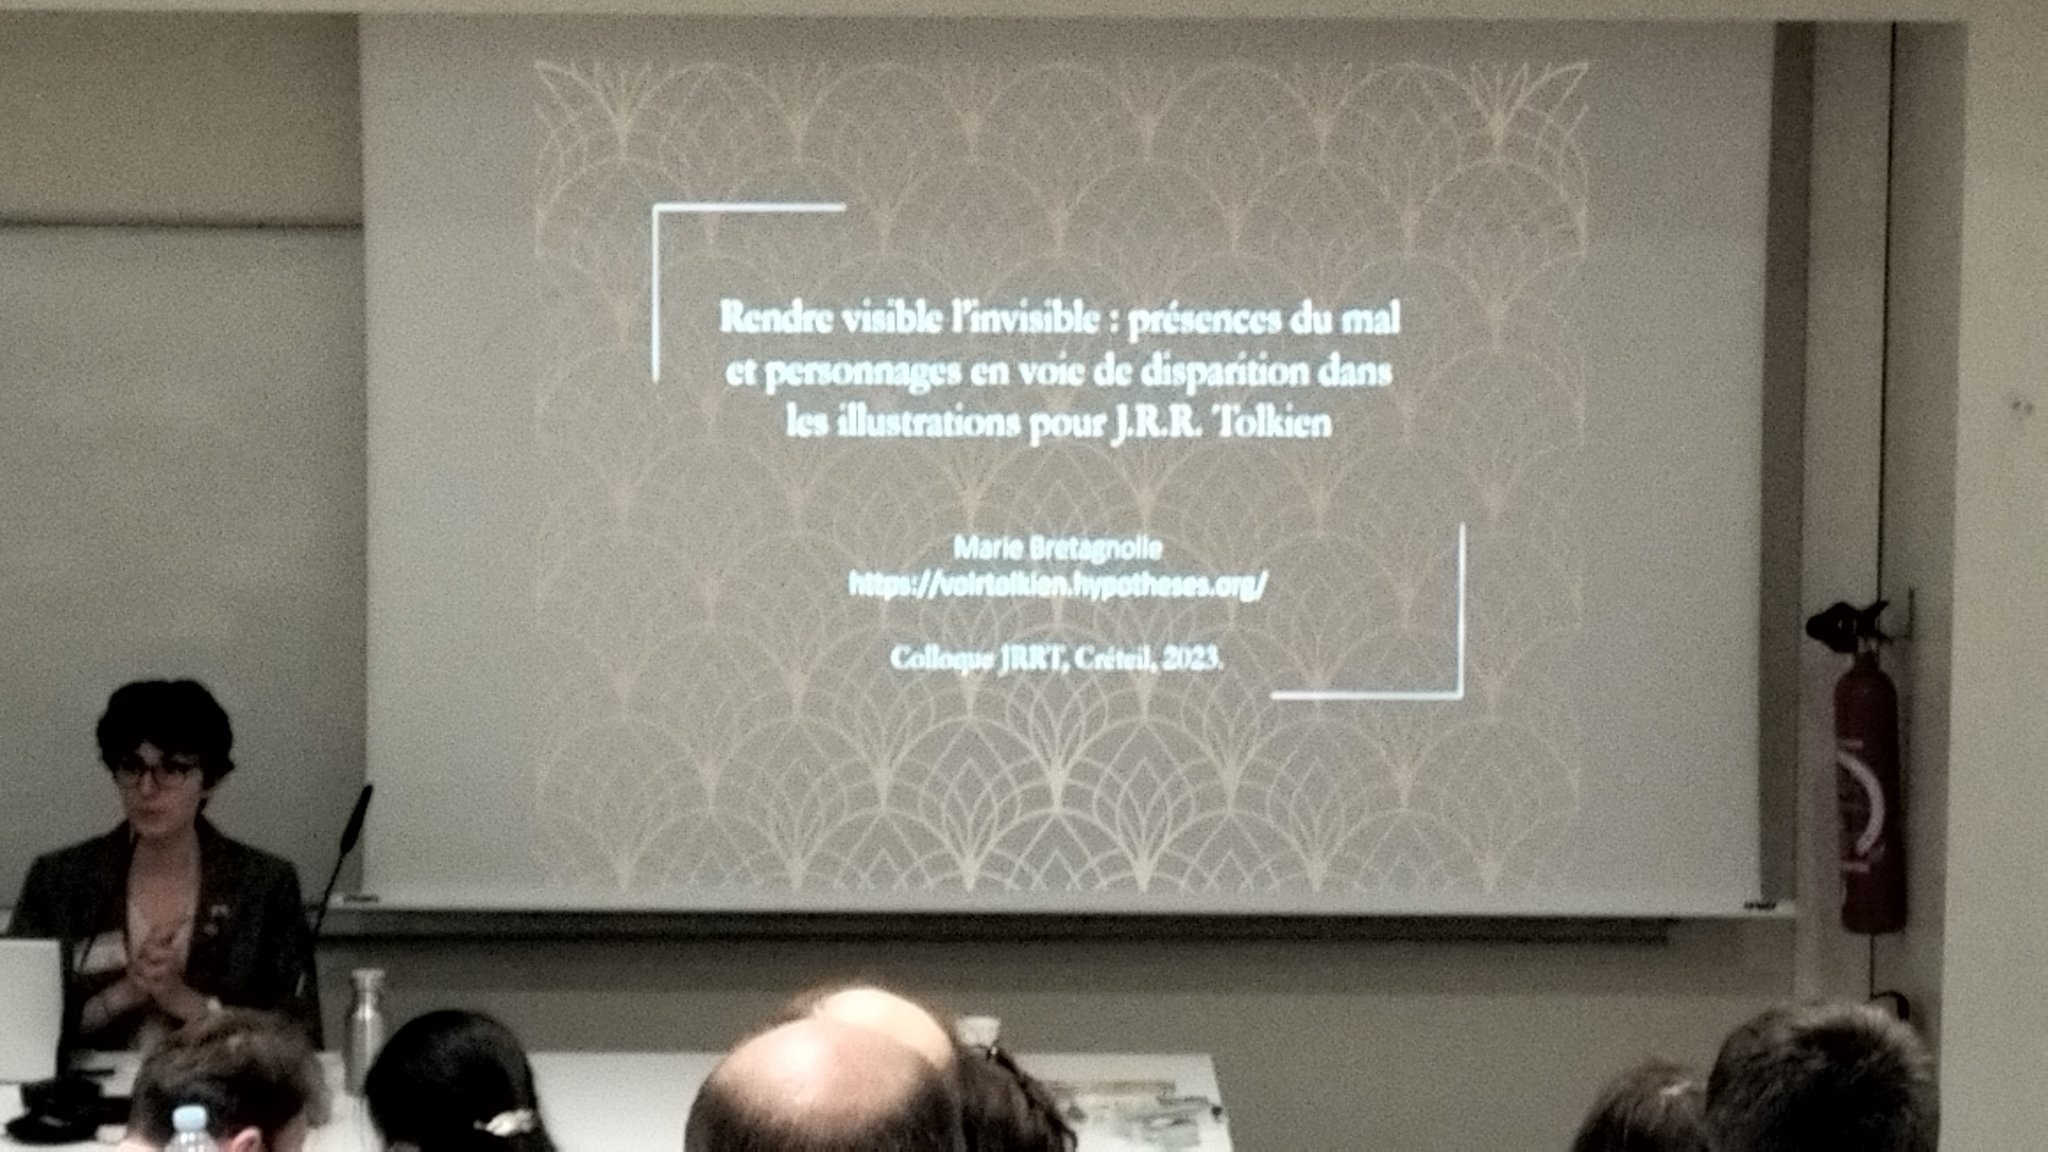 Rendre visible l'invisible : présences du mal
et personnages en voie de disparition dans
les illustrations pour J.R.R. Tolkien
Marie Bretagnolle
https://voirtolkien.hypotheses.org/
Colloque JRRT, Créteil, 2023.